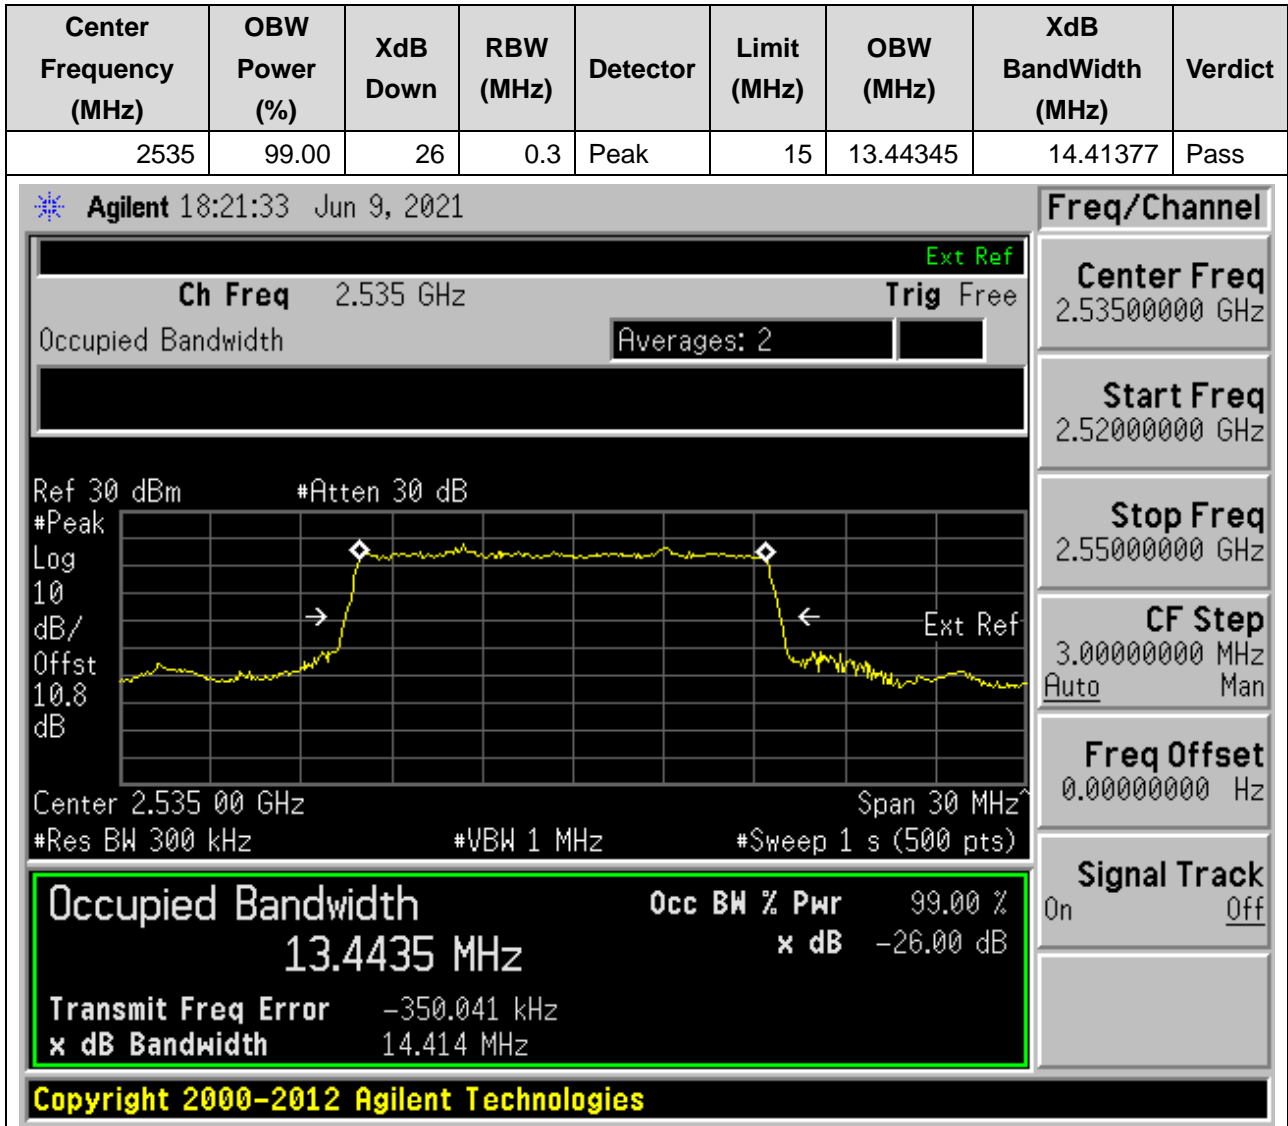 Center Frequency (MHz) OBW Power (%) XdB Down RBW (MHz) Detector Limit (MHz) OBW (MHz) XdB BandWidth (MHz) Verdict
2535 99.00 26 0.3 Peak 15 13.44345 14.41377 Pass
Agilent 18:21:33 Jun 9, 2021
Freq/Channel
Ext Ref
Ch Freq 2.535 GHz Trig Free
Occupied Bandwidth Averages: 2
Center Freq
2.53500000 GHz
Start Freq
2.52000000 GHz
Stop Freq
2.55000000 GHz
CF Step
3.00000000 MHz
Auto Man
Freq Offset
0.00000000 Hz
Signal Track
On Off
Ref 30 dBm #Atten 30 dB
#Peak
Log
10
dB/
Offst
10.8
dB
Ext Ref
Center 2.535 00 GHz Span 30 MHz^
#Res BW 300 kHz #VBW 1 MHz #Sweep 1 s (500 pts)
Occupied Bandwidth Occ BW % Pwr 99.00 %
13.4435 MHz x dB -26.00 dB
Transmit Freq Error -350.041 kHz
x dB Bandwidth 14.414 MHz
Copyright 2000-2012 Agilent Technologies